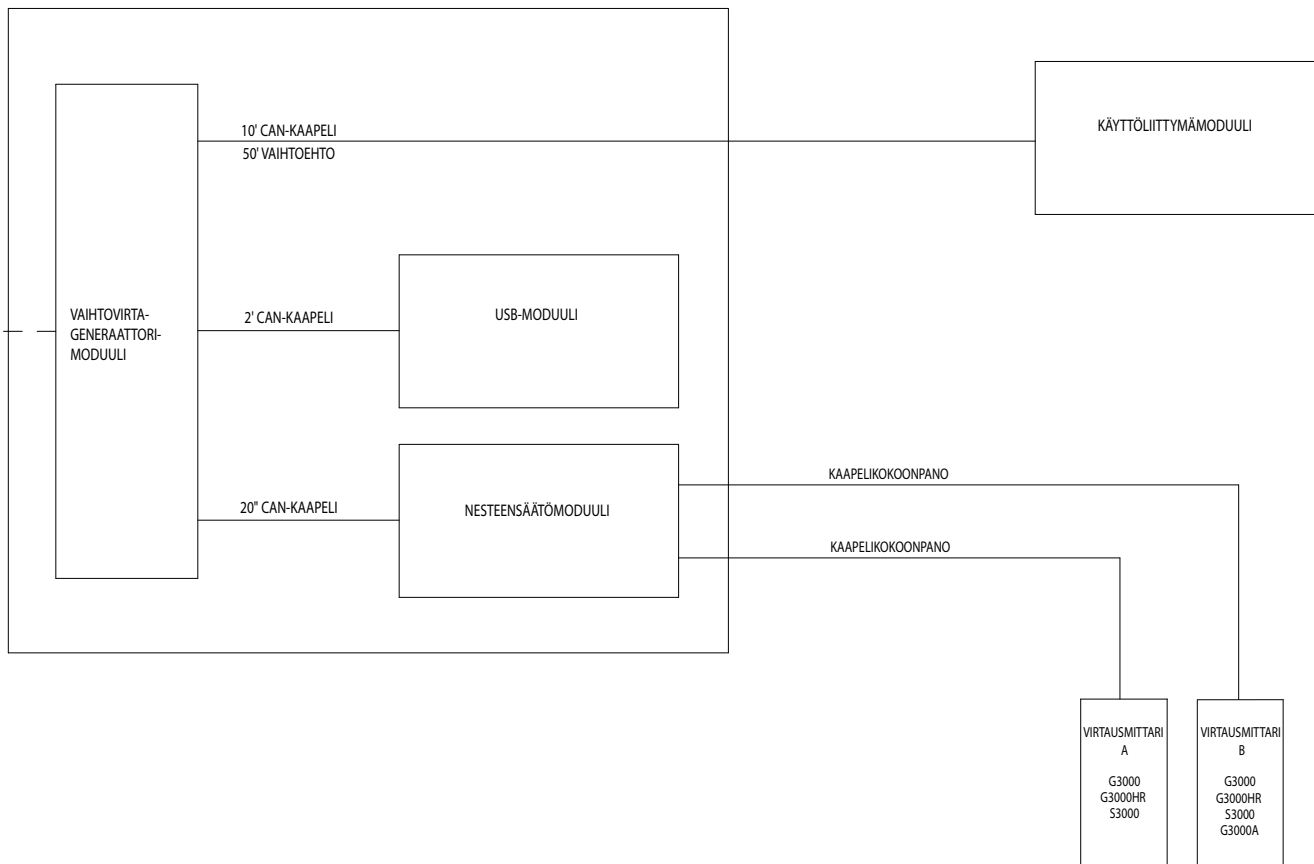 10' CAN-KAAPELI
50' VAIHTOEHTO
KÄYTTÖLIITTYMÄMODUULI
VAIHTOVIRTA-
GENERAATTORI-
MODUULI
2' CAN-KAAPELI
USB-MODUULI
20" CAN-KAAPELI
NESTEENSÄÄTÖMODUULI
KAAPELIKOKOONPANO
KAAPELIKOKOONPANO
VIRTAUSMITTARI
A
G3000
G3000HR
S3000
VIRTAUSMITTARI
B
G3000
G3000HR
S3000
G3000A